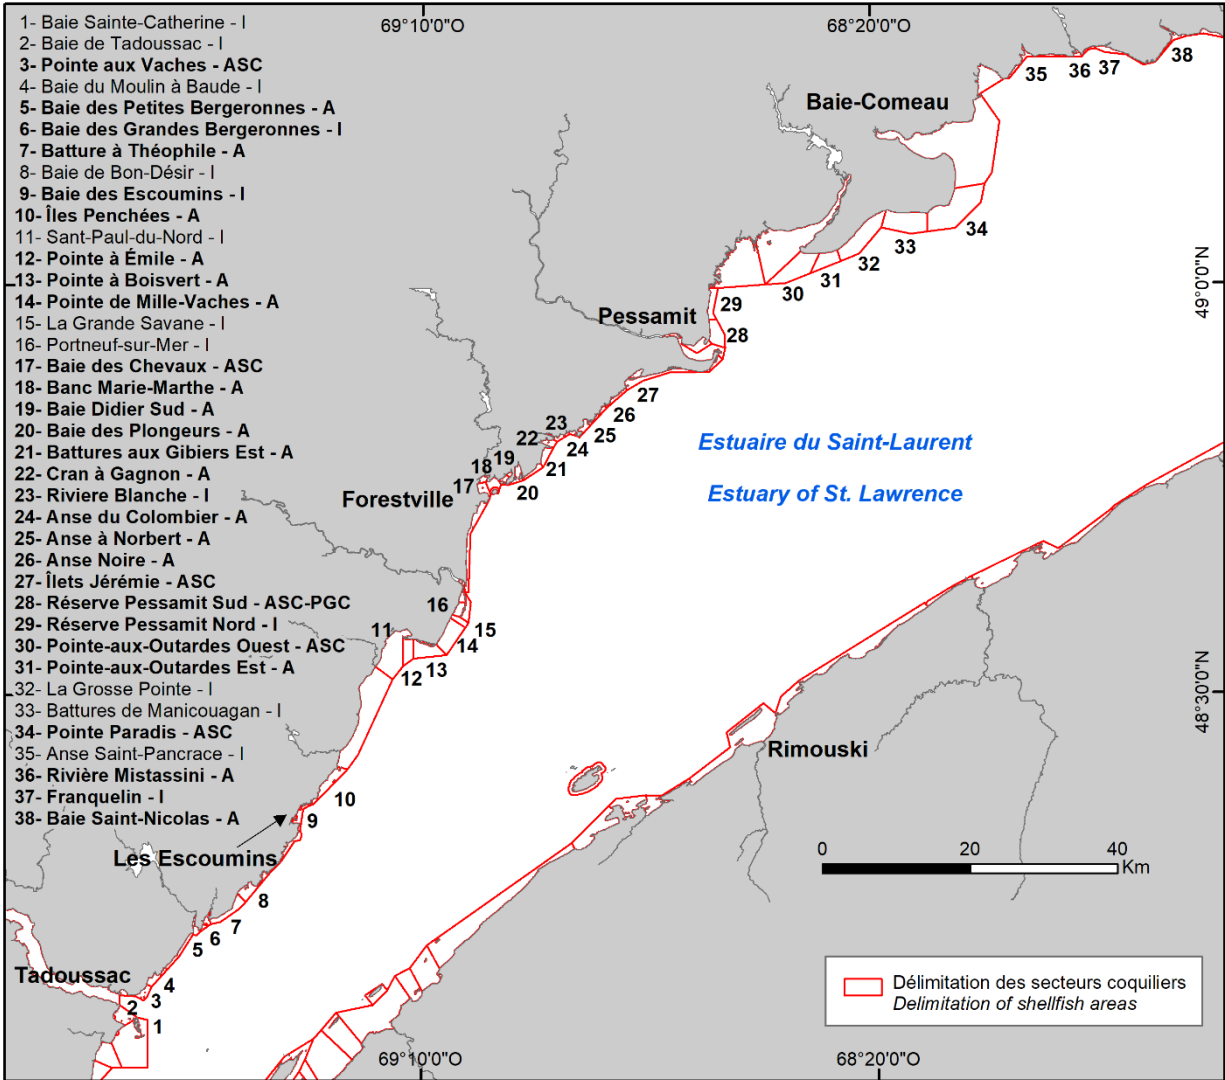 69°10'0"O
68°20'0"O
1- Baie Sainte-Catherine - I
2- Baie de Tadoussac - I
3- Pointe aux Vaches - ASC
4- Baie du Moulin à Baude - I
5- Baie des Petites Bergeronnes - A
6- Baie des Grandes Bergeronnes - I
7- Batture à Théophile - A
8- Baie de Bon-Désir - I
9- Baie des Escoumins - I
10- Îles Penchées - A
11- Sant-Paul-du-Nord - I
12- Pointe à Émile - A
13- Pointe à Boisvert - A
14- Pointe de Mille-Vaches - A
15- La Grande Savane - I
16- Portneuf-sur-Mer - I
17- Baie des Chevaux - ASC
18- Banc Marie-Marthe - A
19- Baie Didier Sud - A
20- Baie des Plongeurs - A
21- Battures aux Gibiers Est - A
22- Cran à Gagnon - A
23- Riviere Blanche - I
24- Anse du Colombier - A
25- Anse à Norbert - A
26- Anse Noire - A
27- Îlets Jérémie - ASC
28- Réserve Pessamit Sud - ASC-PGC
29- Réserve Pessamit Nord - I
30- Pointe-aux-Outardes Ouest - ASC
31- Pointe-aux-Outardes Est - A
32- La Grosse Pointe - I
33- Battures de Manicouagan - I
34- Pointe Paradis - ASC
35- Anse Saint-Pancrace - I
36- Rivière Mistassini - A
37- Franquelin - I
38- Baie Saint-Nicolas - A
38
37
36
35
Baie-Comeau
34
33
32
31
30
49°0'0"N
29
Pessamit
28
27
26
25
24
23
22
21
20
19
18
17
Forestville
Estuaire du Saint-Laurent
Estuary of St. Lawrence
16
15
14
13
12
11
48°30'0"N
Rimouski
10
9
Les Escoumins
8
7
6
5
Tadoussac
4
3
2
1
0
20
40
Km
Délimitation des secteurs coquiliers
Delimitation of shellfish areas
69°10'0"O
68°20'0"O